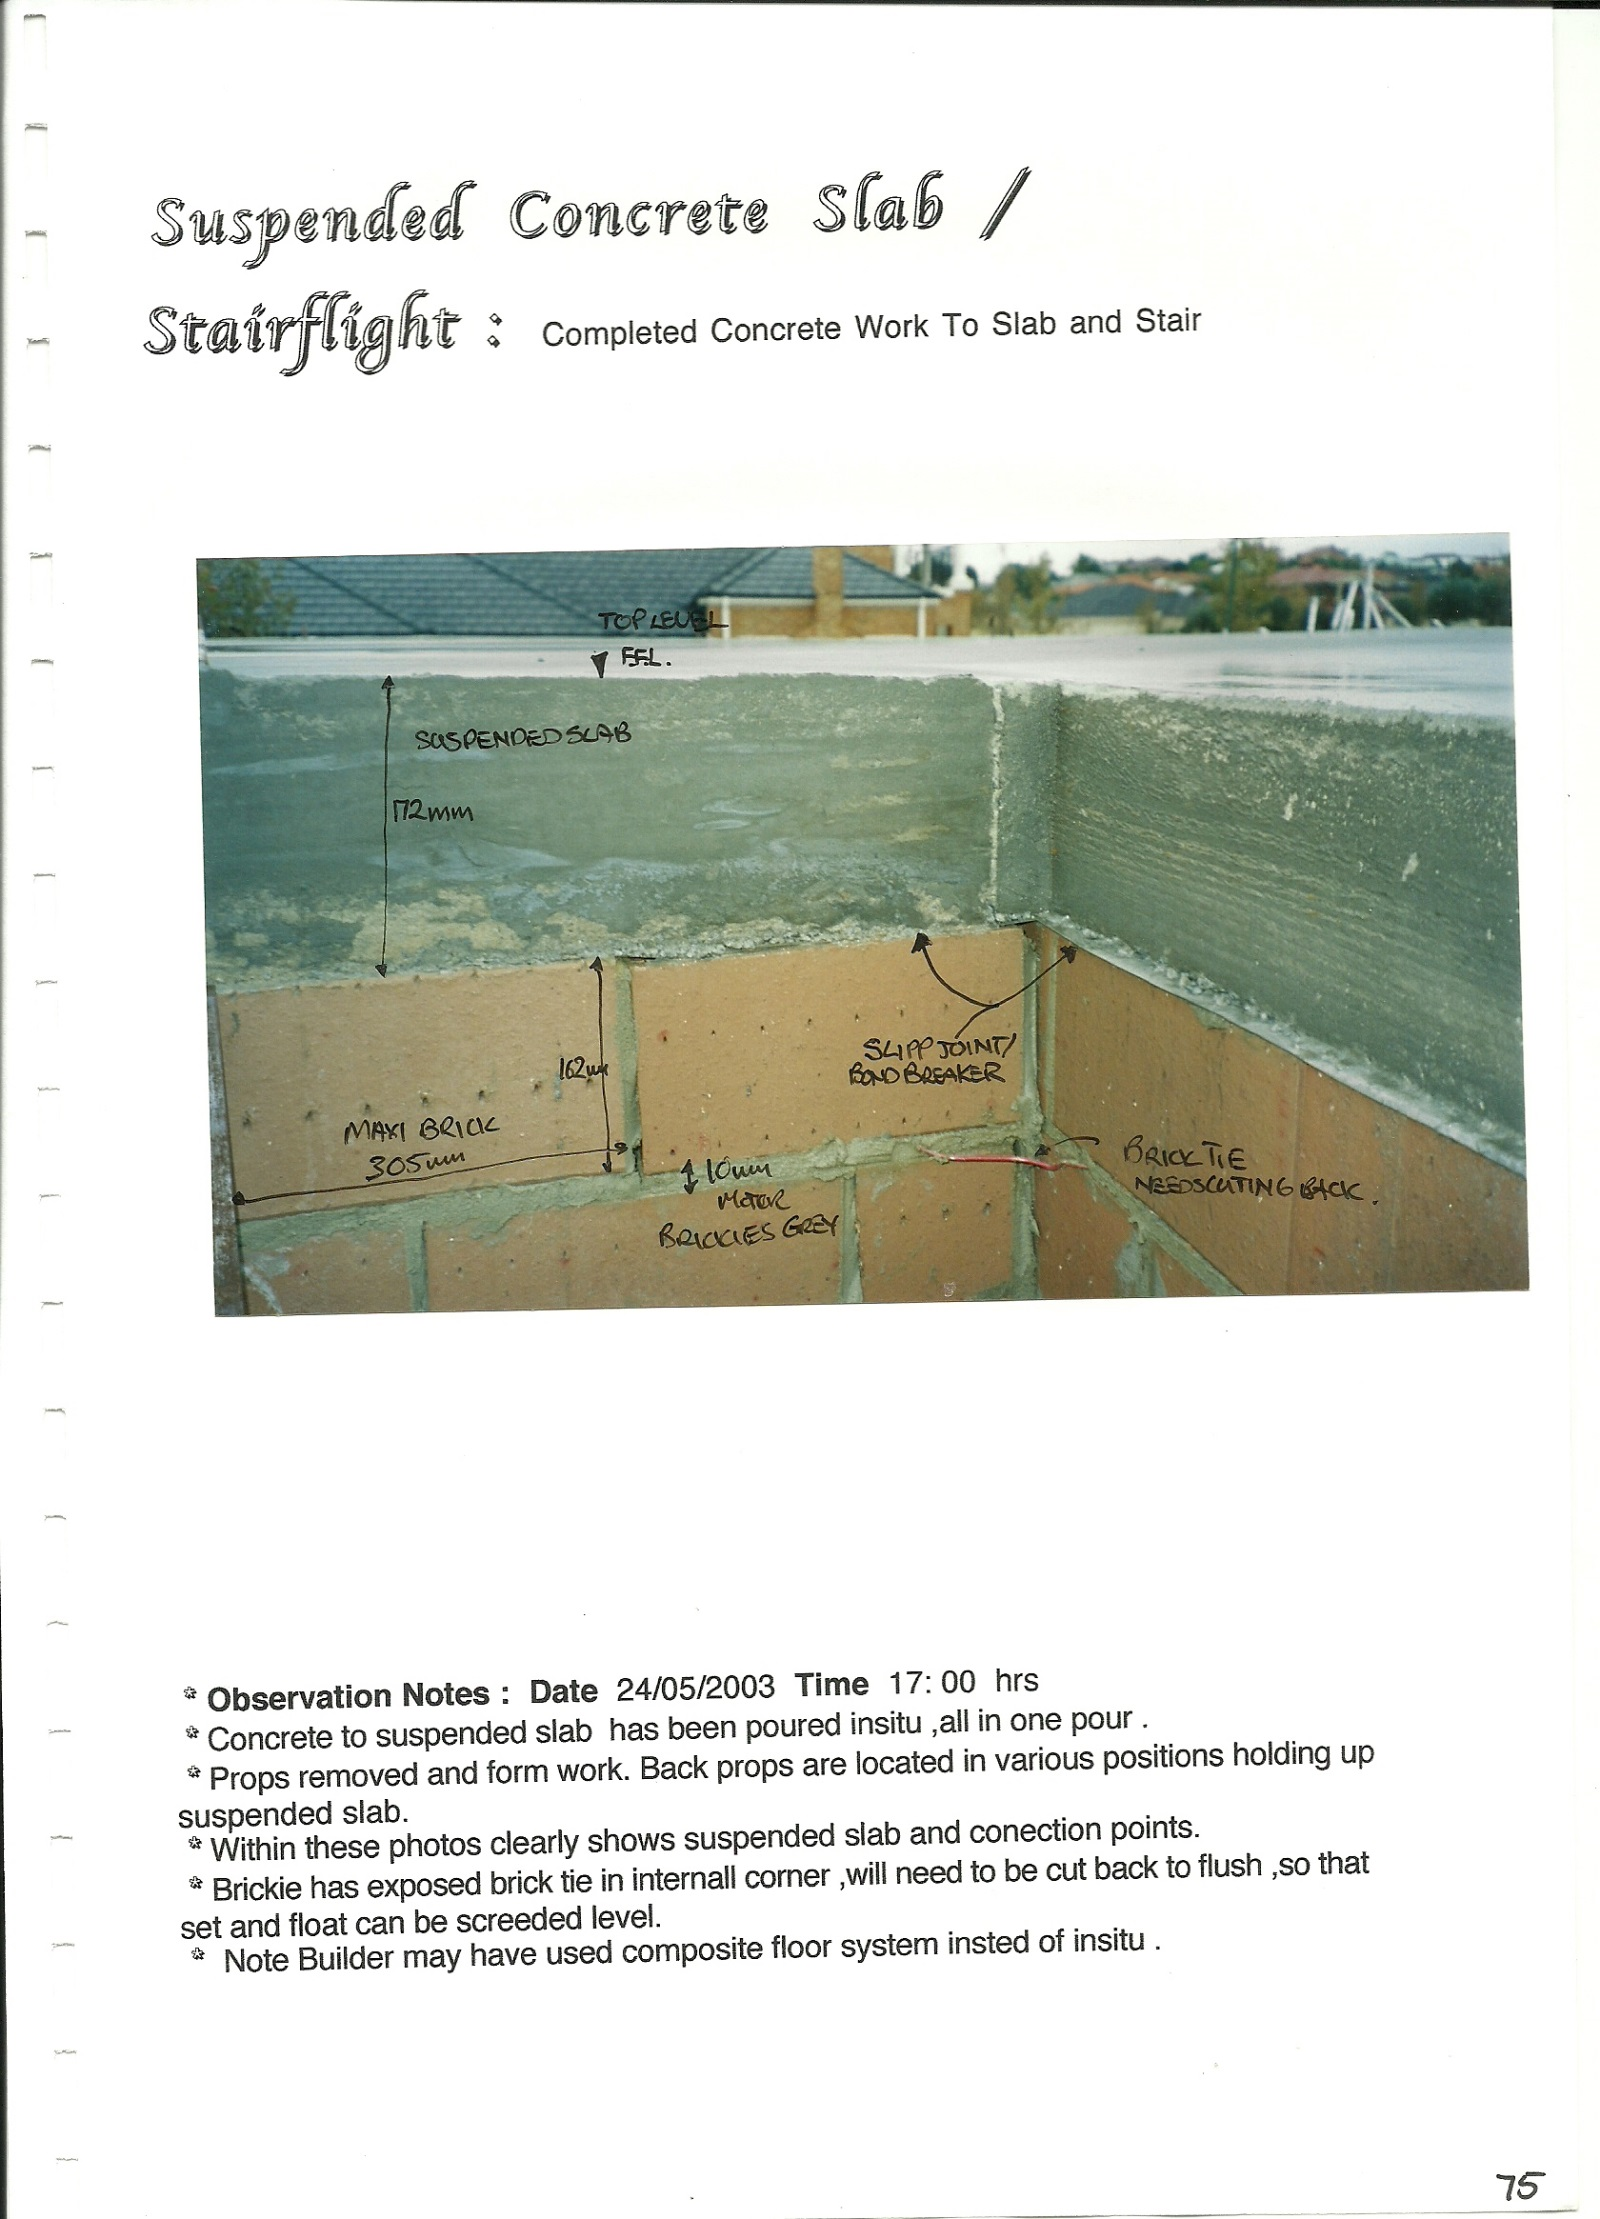 Suspended Concrete Slab /
Stairflight : Completed Concrete Work To Slab and Stair
TOP LEVEL
F.F.L.
SUSPENDED SLAB
172mm
162mm
SLIPP JOINT/
BOND BREAKER
MAXI BRICK
305mm
10mm
MOTOR
BRICKIES GREY
BRICK TIE
NEEDS CUTING BACK.
* Observation Notes : Date 24/05/2003 Time 17: 00 hrs
* Concrete to suspended slab has been poured insitu ,all in one pour .
* Props removed and form work. Back props are located in various positions holding up
suspended slab.
* Within these photos clearly shows suspended slab and conection points.
* Brickie has exposed brick tie in internall corner ,will need to be cut back to flush ,so that
set and float can be screeded level.
* Note Builder may have used composite floor system insted of insitu .
75